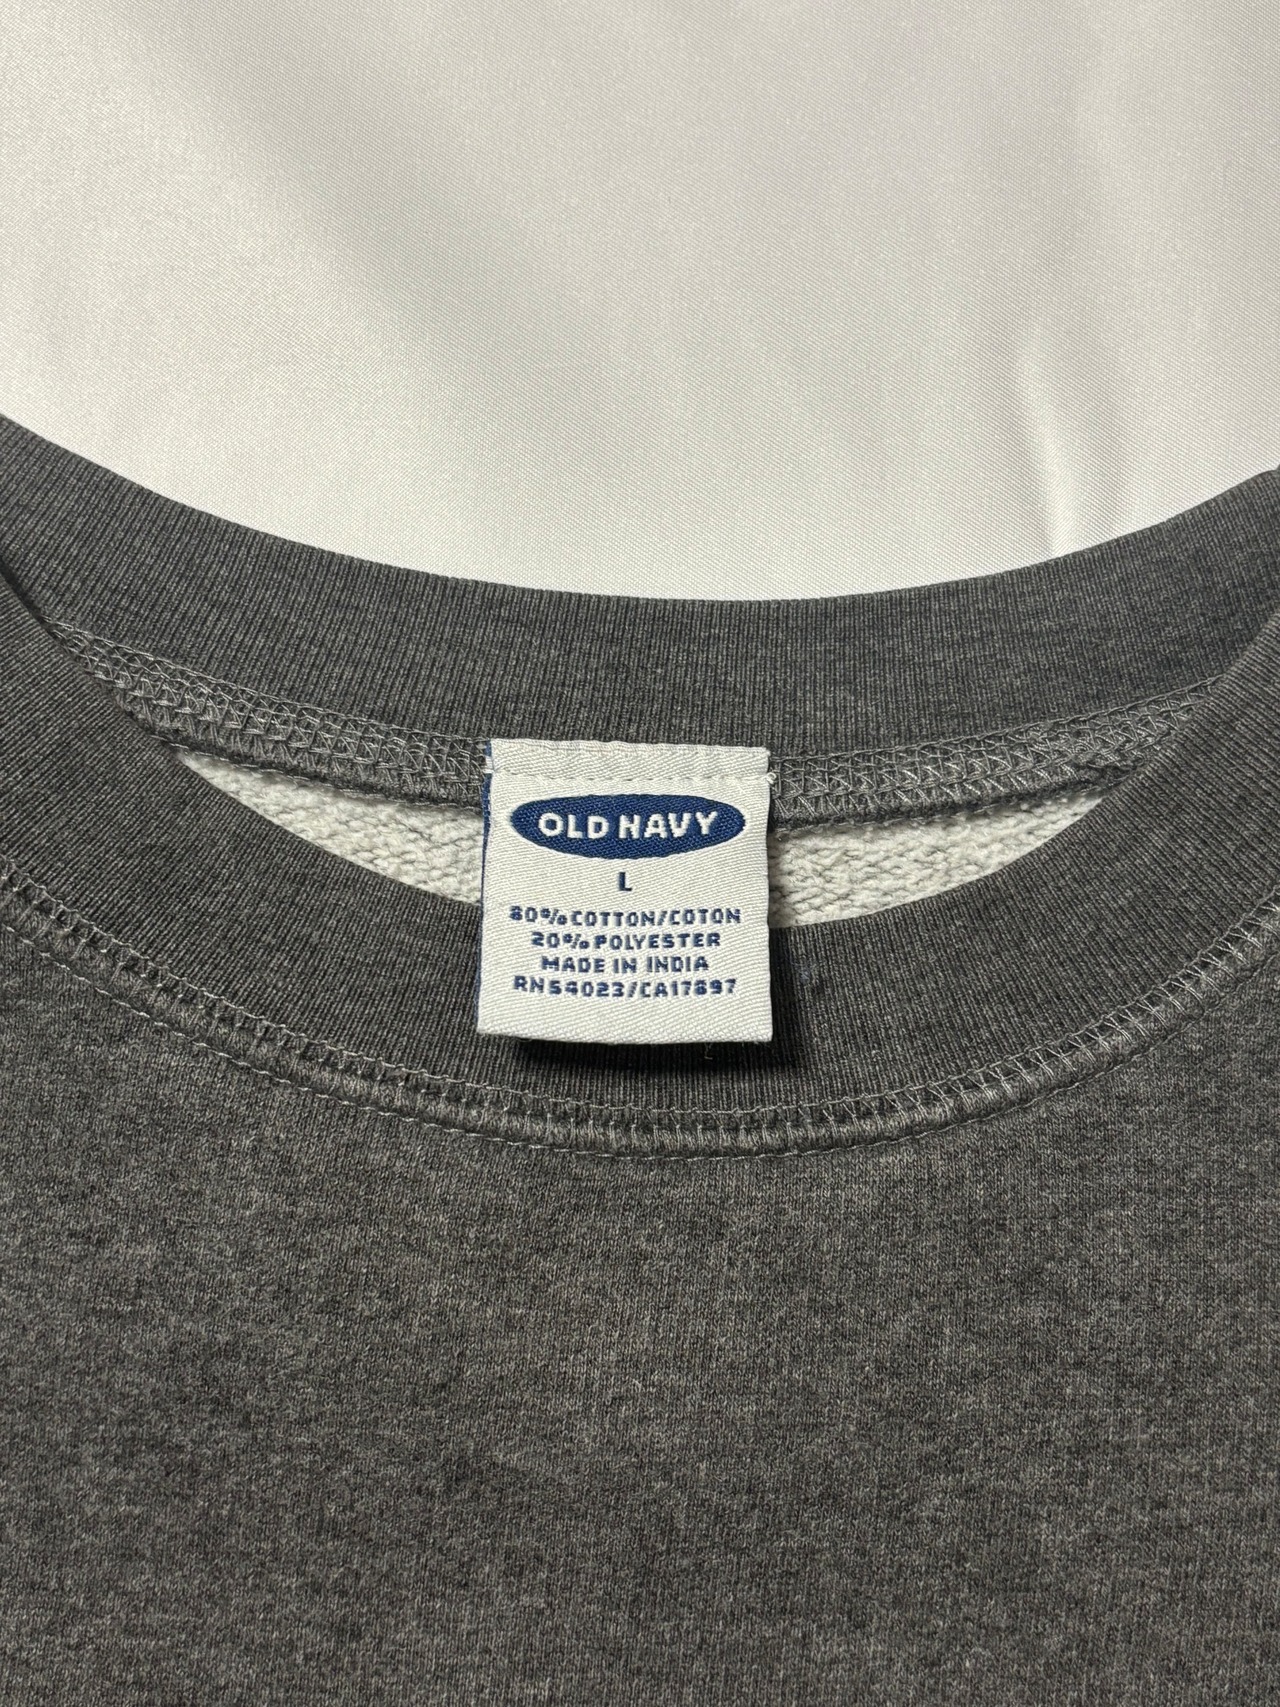 OLD NAVY
L
80% COTTON/COTON
20% POLYESTER
MADE IN INDIA
RN54023/CA17897